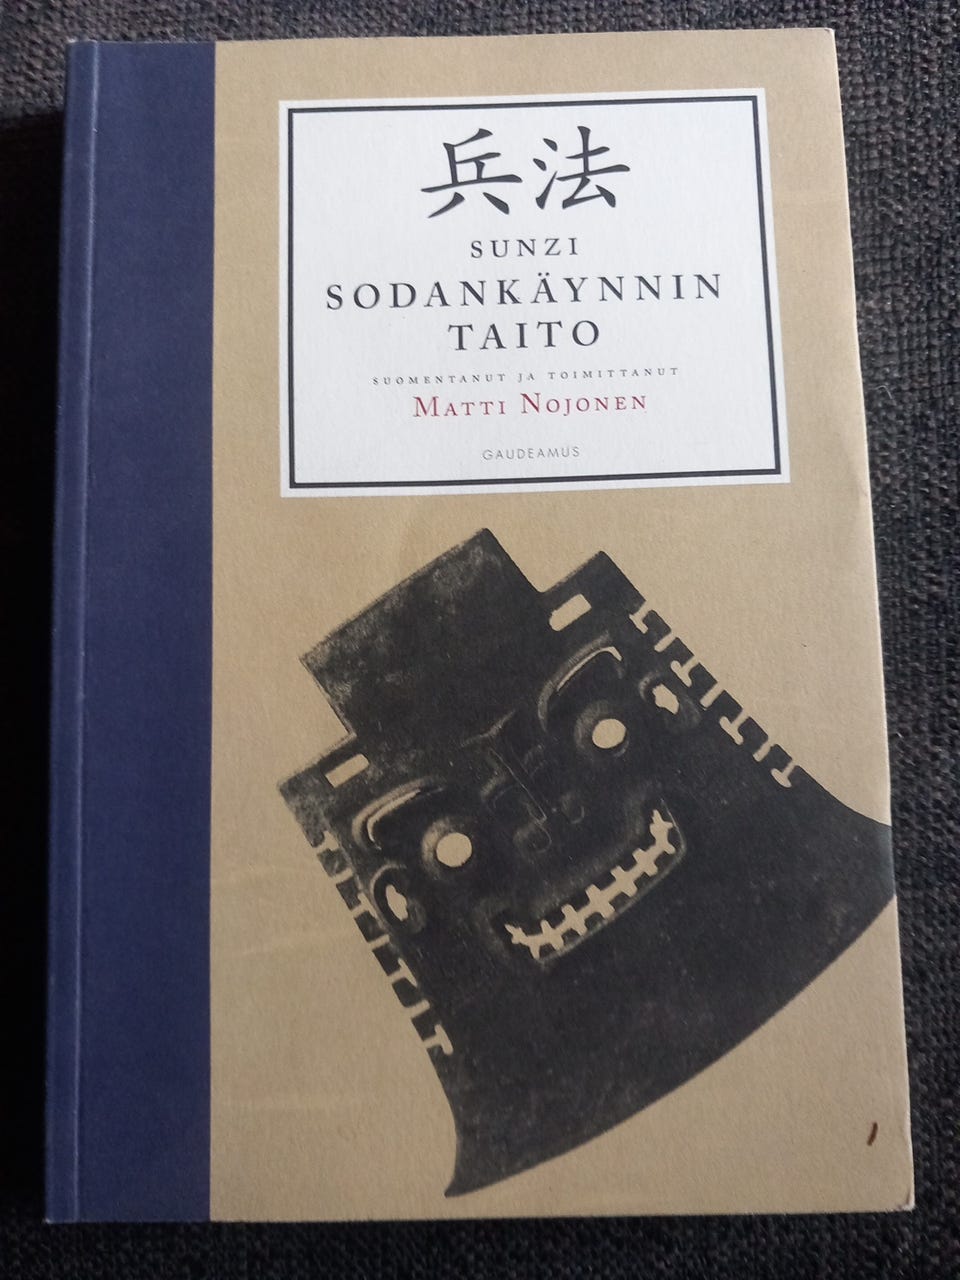 兵法
SUNZI
SODANKÄYNNIN
TAITO
SUOMENTANUT JA TOIMITTANUT
MATTI NOJONEN
GAUDEAMUS